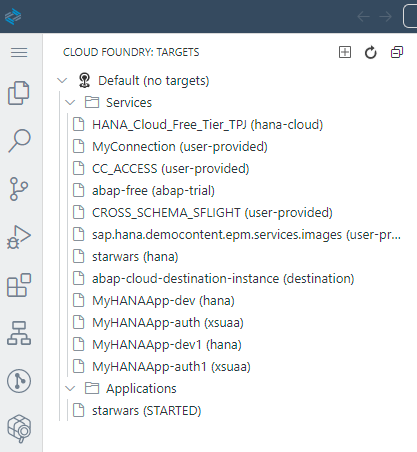 CLOUD FOUNDRY: TARGETS
Default (no targets)
Services
HANA_Cloud_Free_Tier_TPJ (hana-cloud)
MyConnection (user-provided)
CC_ACCESS (user-provided)
abap-free (abap-trial)
CROSS_SCHEMA_SFLIGHT (user-provided)
sap.hana.democontent.epm.services.images (user-pr...
starwars (hana)
abap-cloud-destination-instance (destination)
MyHANAApp-dev (hana)
MyHANAApp-auth (xsuaa)
MyHANAApp-dev1 (hana)
MyHANAApp-auth1 (xsuaa)
Applications
starwars (STARTED)